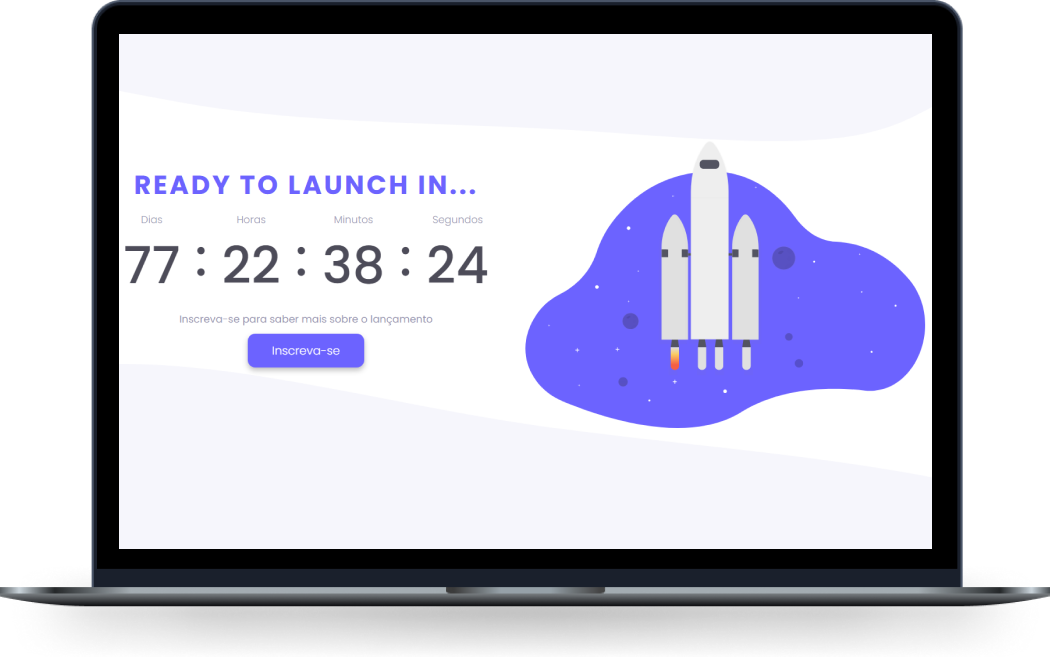 READY TO LAUNCH IN...
Dias Horas Minutos Segundos
77 : 22 : 38 : 24
Inscreva-se para saber mais sobre o lançamento
Inscreva-se